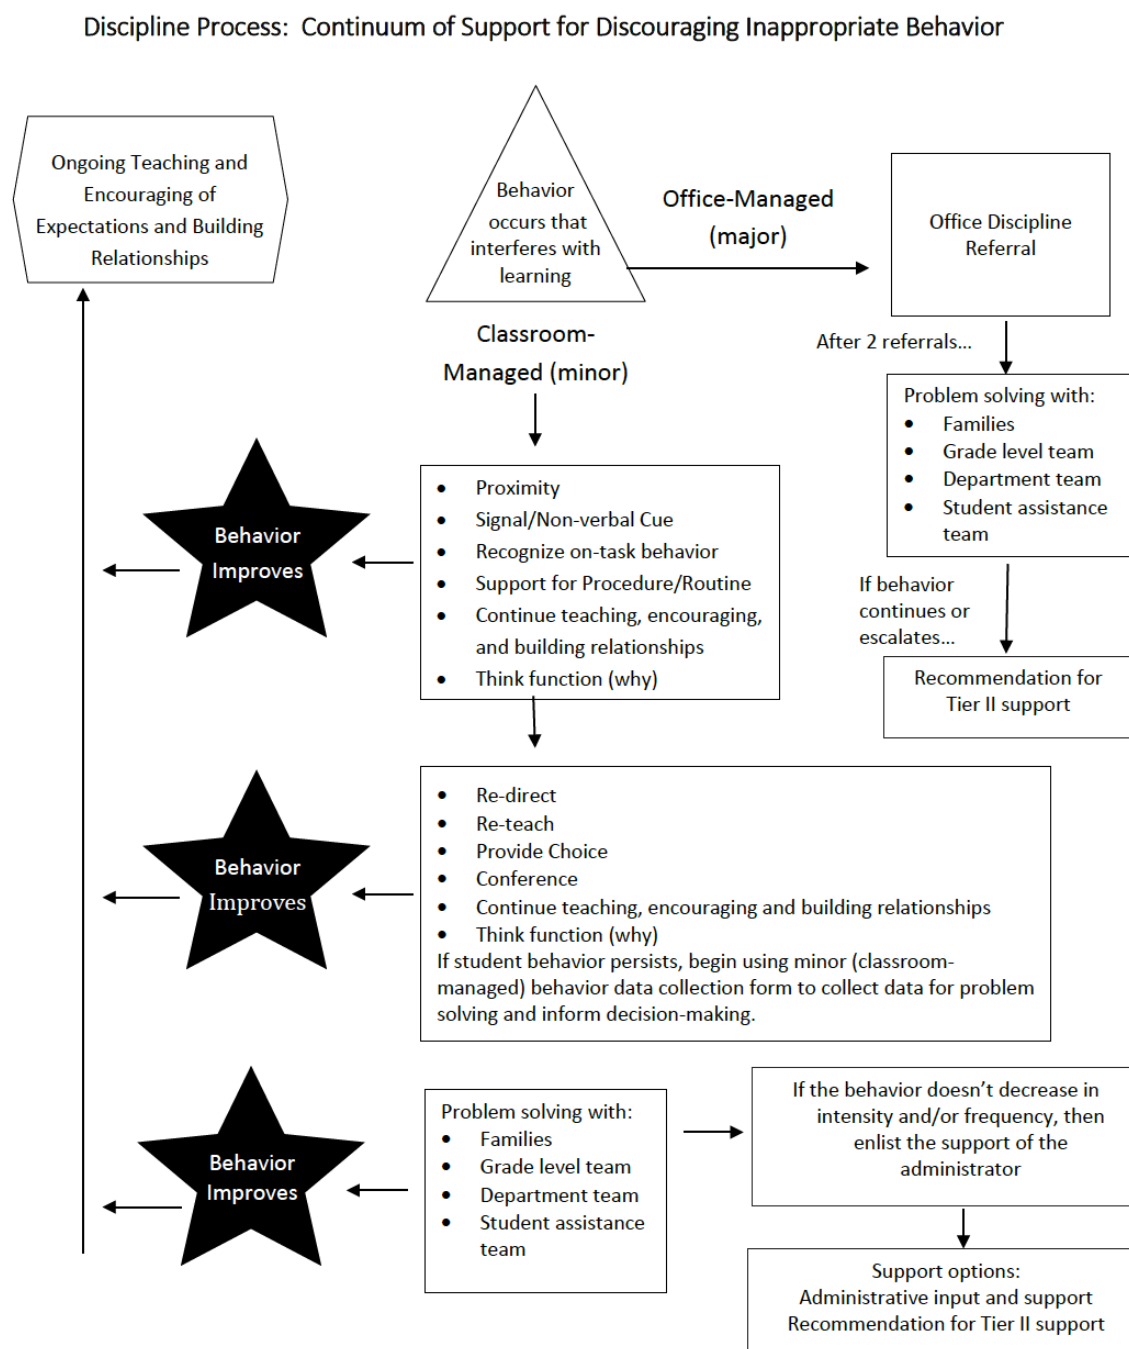 Discipline Process:  Continuum of Support for Discouraging Inappropriate Behavior
Ongoing Teaching and
Encouraging of
Expectations and Building
Relationships
Behavior
occurs that
interferes with
learning
Office-Managed
(major)
Office Discipline
Referral
After 2 referrals...
Problem solving with:
• Families
• Grade level team
• Department team
• Student assistance
team
If behavior
continues or
escalates...
Recommendation for
Tier II support
Classroom-
Managed (minor)
• Proximity
• Signal/Non-verbal Cue
• Recognize on-task behavior
• Support for Procedure/Routine
• Continue teaching, encouraging,
and building relationships
• Think function (why)
Behavior
Improves
• Re-direct
• Re-teach
• Provide Choice
• Conference
• Continue teaching, encouraging and building relationships
• Think function (why)
If student behavior persists, begin using minor (classroom-
managed) behavior data collection form to collect data for problem
solving and inform decision-making.
Behavior
Improves
Problem solving with:
• Families
• Grade level team
• Department team
• Student assistance
team
Behavior
Improves
If the behavior doesn't decrease in
intensity and/or frequency, then
enlist the support of the
administrator
Support options:
Administrative input and support
Recommendation for Tier II support